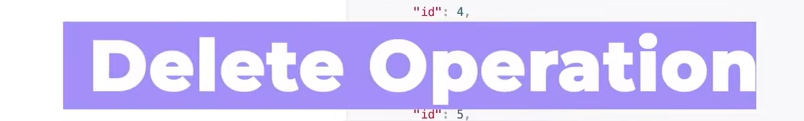 "id": 4,
Delete Operation
"id": 5,